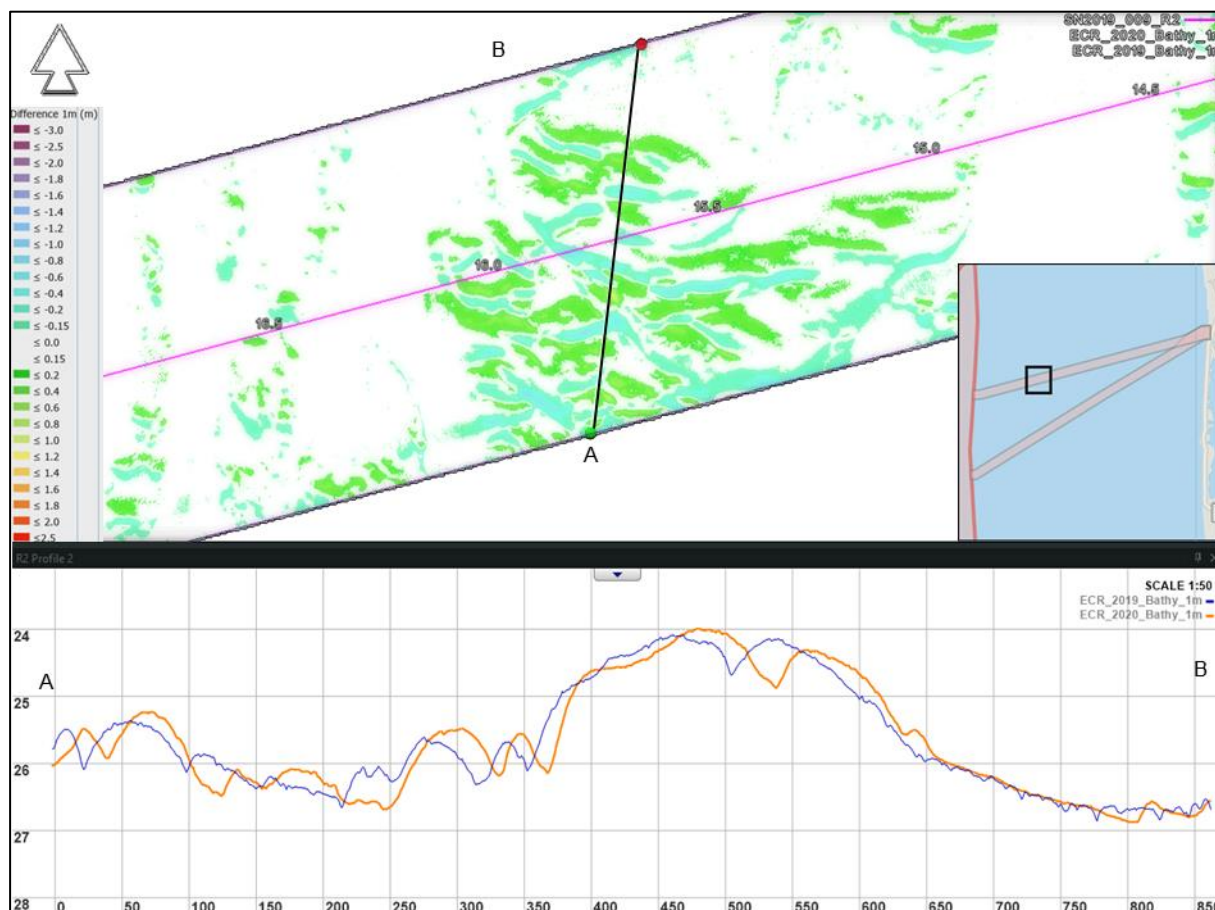 B
SN2019_009_R2
ECR_2020_Bathy_1m
ECR_2019_Bathy_1m
Difference 1m (m)
≤ -3.0
≤ -2.5
≤ -2.0
≤ -1.8
≤ -1.6
≤ -1.4
≤ -1.2
≤ -1.0
≤ -0.8
≤ -0.6
≤ -0.4
≤ -0.2
≤ -0.15
≤ 0.0
≤ 0.15
≤ 0.2
≤ 0.4
≤ 0.6
≤ 0.8
≤ 1.0
≤ 1.2
≤ 1.4
≤ 1.6
≤ 1.8
≤ 2.0
≤2.5
14.5
15.0
15.5
16.0
16.5
A
R2 Profile 2
SCALE 1:50
ECR_2019_Bathy_1m
ECR_2020_Bathy_1m
A
B
24
25
26
27
28
0 50 100 150 200 250 300 350 400 450 500 550 600 650 700 750 800 850